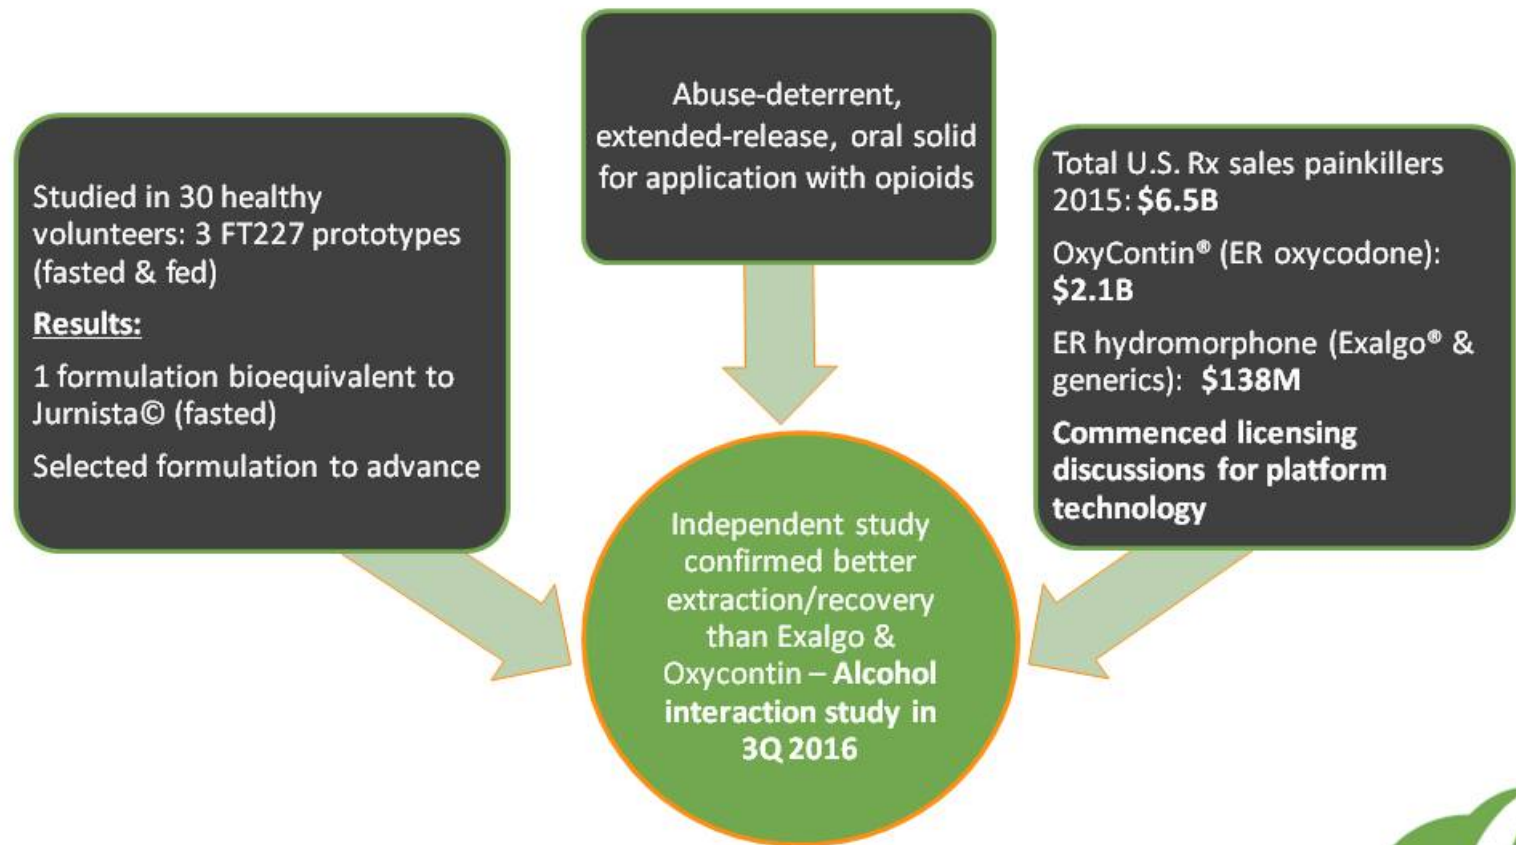 Abuse-deterrent,
extended-release, oral solid
for application with opioids
Studied in 30 healthy
volunteers: 3 FT227 prototypes
(fasted & fed)
Results:
1 formulation bioequivalent to
Jurnista© (fasted)
Selected formulation to advance
Total U.S. Rx sales painkillers
2015: $6.5B
OxyContin® (ER oxycodone):
$2.1B
ER hydromorphone (Exalgo® &
generics): $138M
Commenced licensing
discussions for platform
technology
Independent study
confirmed better
extraction/recovery
than Exalgo &
Oxycontin – Alcohol
interaction study in
3Q 2016